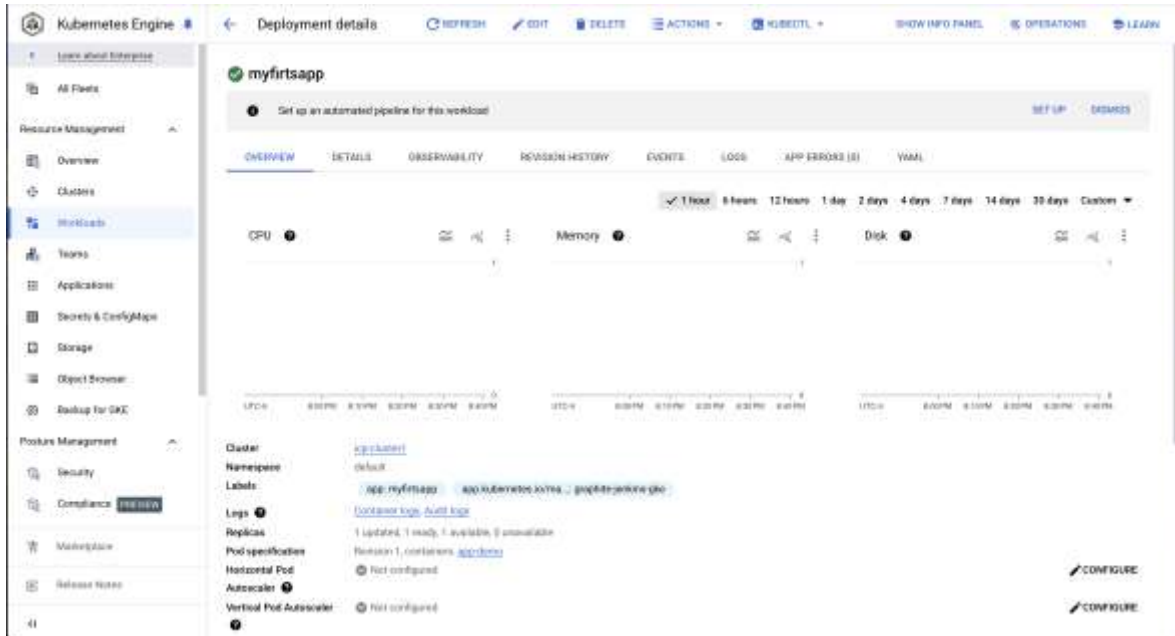 Kubernetes Engine
Deployment details
REFRESH
EDIT
DELETE
ACTIONS
KUBECTL
SHOW INFO PANEL
OPERATIONS
LEARN
Learn about Enterprise
All Fleets
Resource Management
Overview
Clusters
Workloads
Teams
Applications
Secrets & ConfigMaps
Storage
Object Browser
Backup for GKE
Posture Management
Security
Compliance PREVIEW
Marketplace
Release Notes
myfirtsapp
Set up an automated pipeline for this workload
SET UP
DISMISS
OVERVIEW
DETAILS
OBSERVABILITY
REVISION HISTORY
EVENTS
LOGS
APP ERRORS (0)
YAML
1 hour 6 hours 12 hours 1 day 2 days 4 days 7 days 14 days 30 days Custom
CPU
Memory
Disk
Cluster
Namespace default
Labels app: myfirtsapp
Logs Container logs, Audit logs
Replicas 1 updated, 1 ready, 1 available, 0 unavailable
Pod specification Revision 1, containers: app-demo
Horizontal Pod Autoscaler Not configured CONFIGURE
Vertical Pod Autoscaler Not configured CONFIGURE